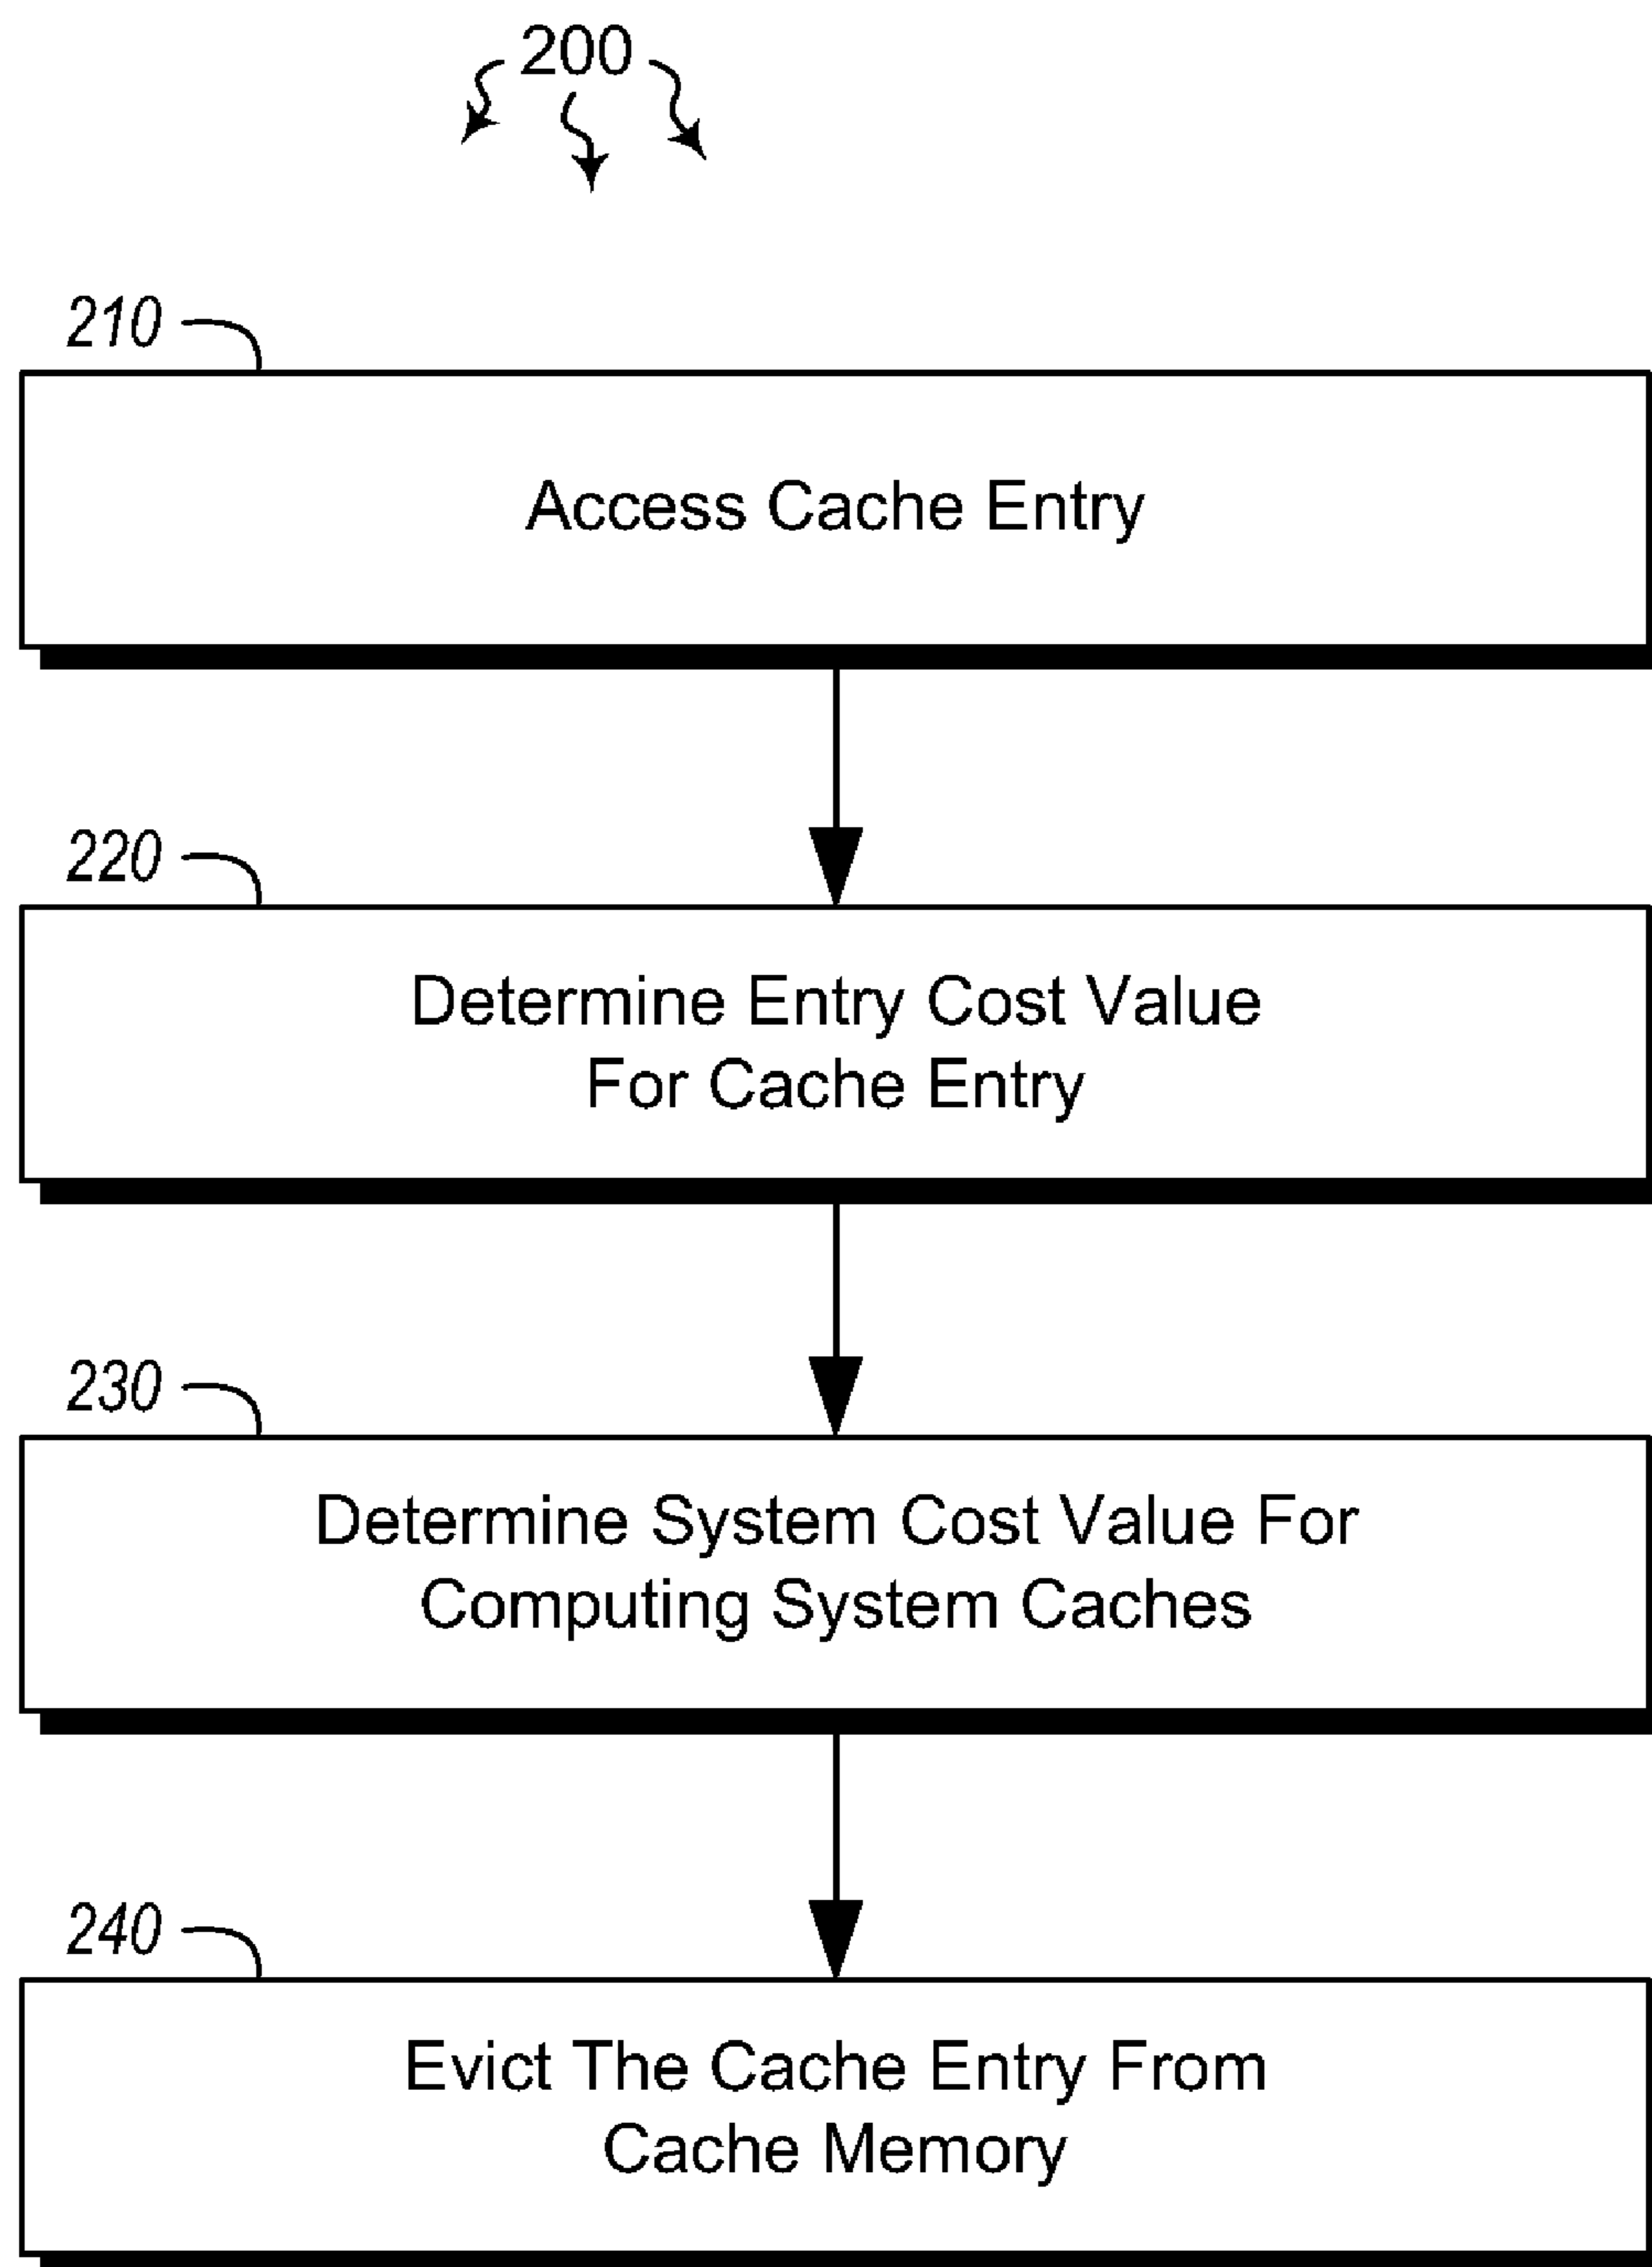 200
210
Access Cache Entry
220
Determine Entry Cost Value
For Cache Entry
230
Determine System Cost Value For
Computing System Caches
240
Evict The Cache Entry From
Cache Memory